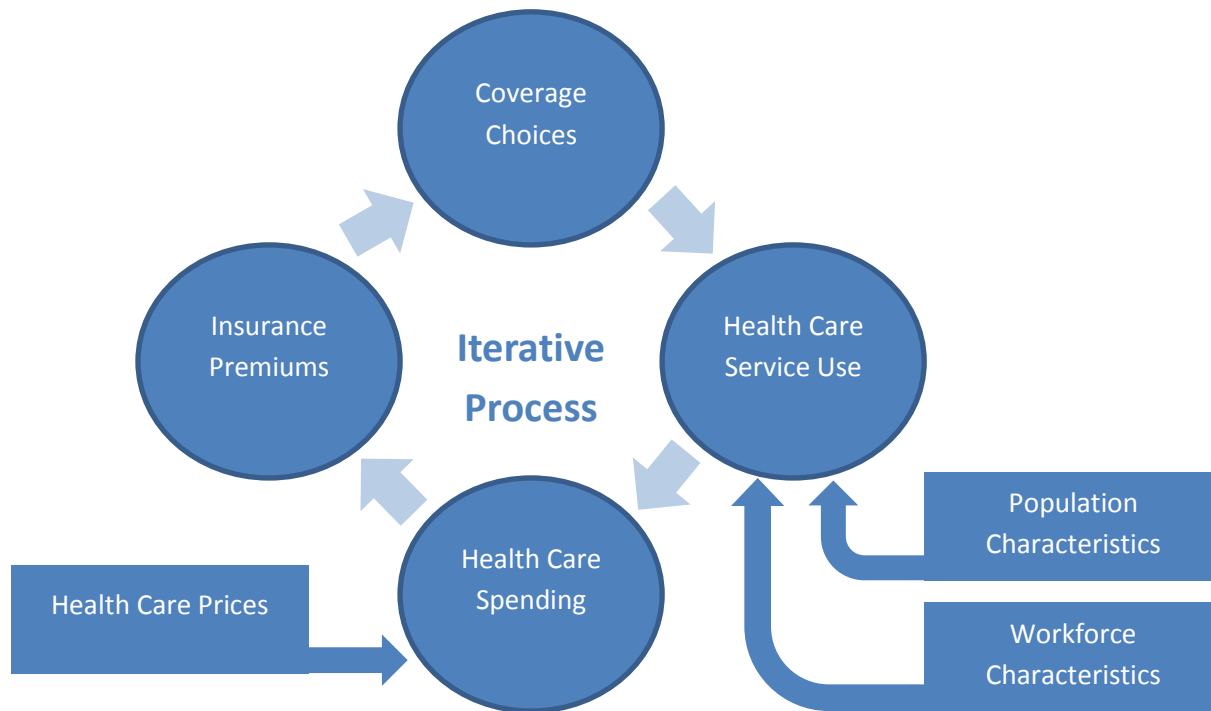 Coverage
Choices
Insurance
Premiums
Iterative
Process
Health Care
Service Use
Health Care
Spending
Health Care Prices
Population
Characteristics
Workforce
Characteristics